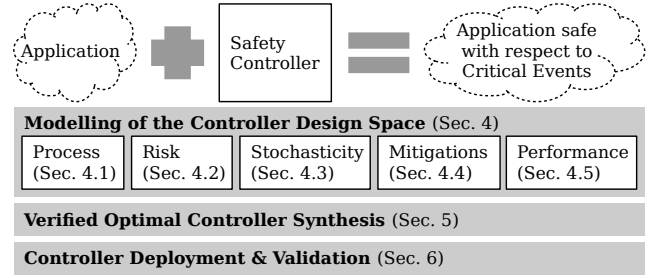 Application
Safety
Controller
Application safe
with respect to
Critical Events
Modelling of the Controller Design Space (Sec. 4)
Process
(Sec. 4.1)
Risk
(Sec. 4.2)
Stochasticity
(Sec. 4.3)
Mitigations
(Sec. 4.4)
Performance
(Sec. 4.5)
Verified Optimal Controller Synthesis (Sec. 5)
Controller Deployment & Validation (Sec. 6)